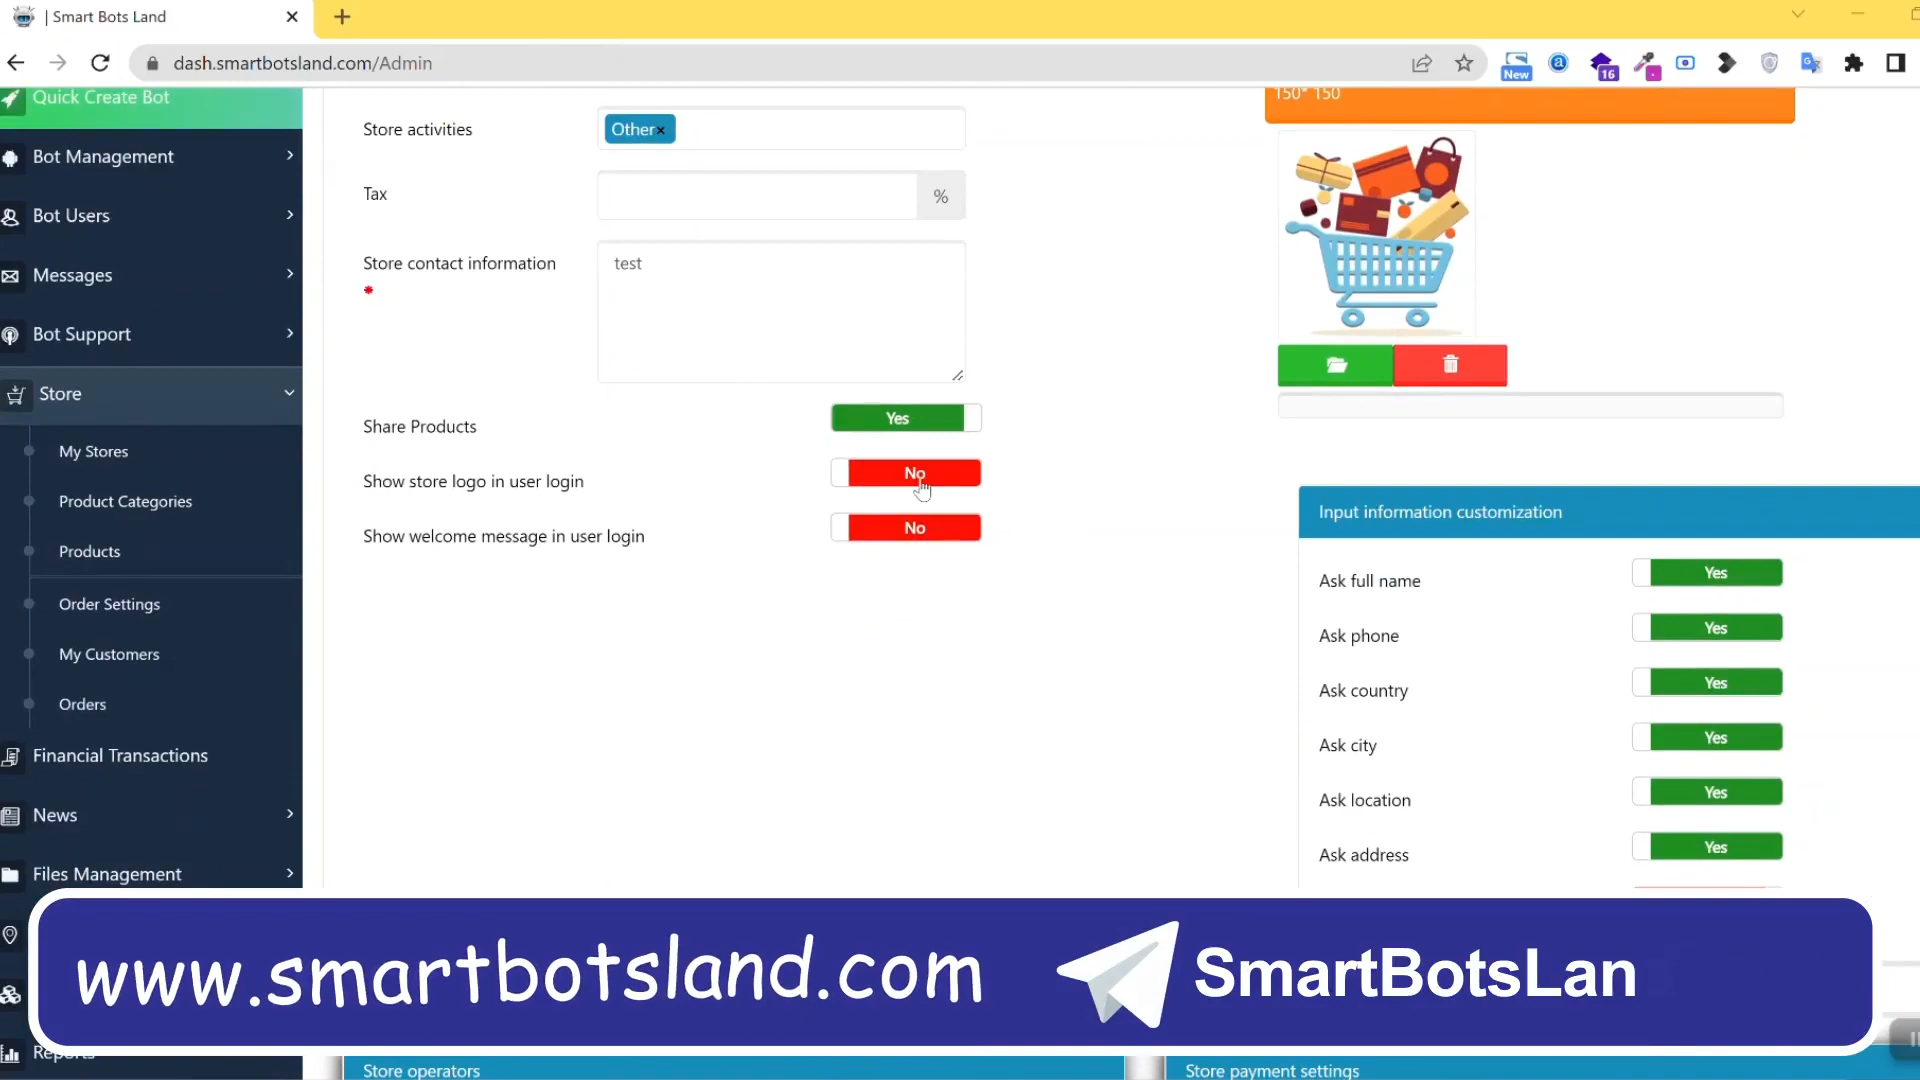 | Smart Bots Land
dash.smartbotsland.com/Admin
New
16
Quick Create Bot
Bot Management
Bot Users
Messages
Bot Support
Store
My Stores
Product Categories
Products
Order Settings
My Customers
Orders
Financial Transactions
News
Files Management
Reports
Store activities
Other×
Tax
%
Store contact information
*
test
Share Products
Yes
Show store logo in user login
No
Show welcome message in user login
No
150* 150
Input information customization
Ask full name
Yes
Ask phone
Yes
Ask country
Yes
Ask city
Yes
Ask location
Yes
Ask address
Yes
www.smartbotsland.com
SmartBotsLan
Store operators
Store payment settings